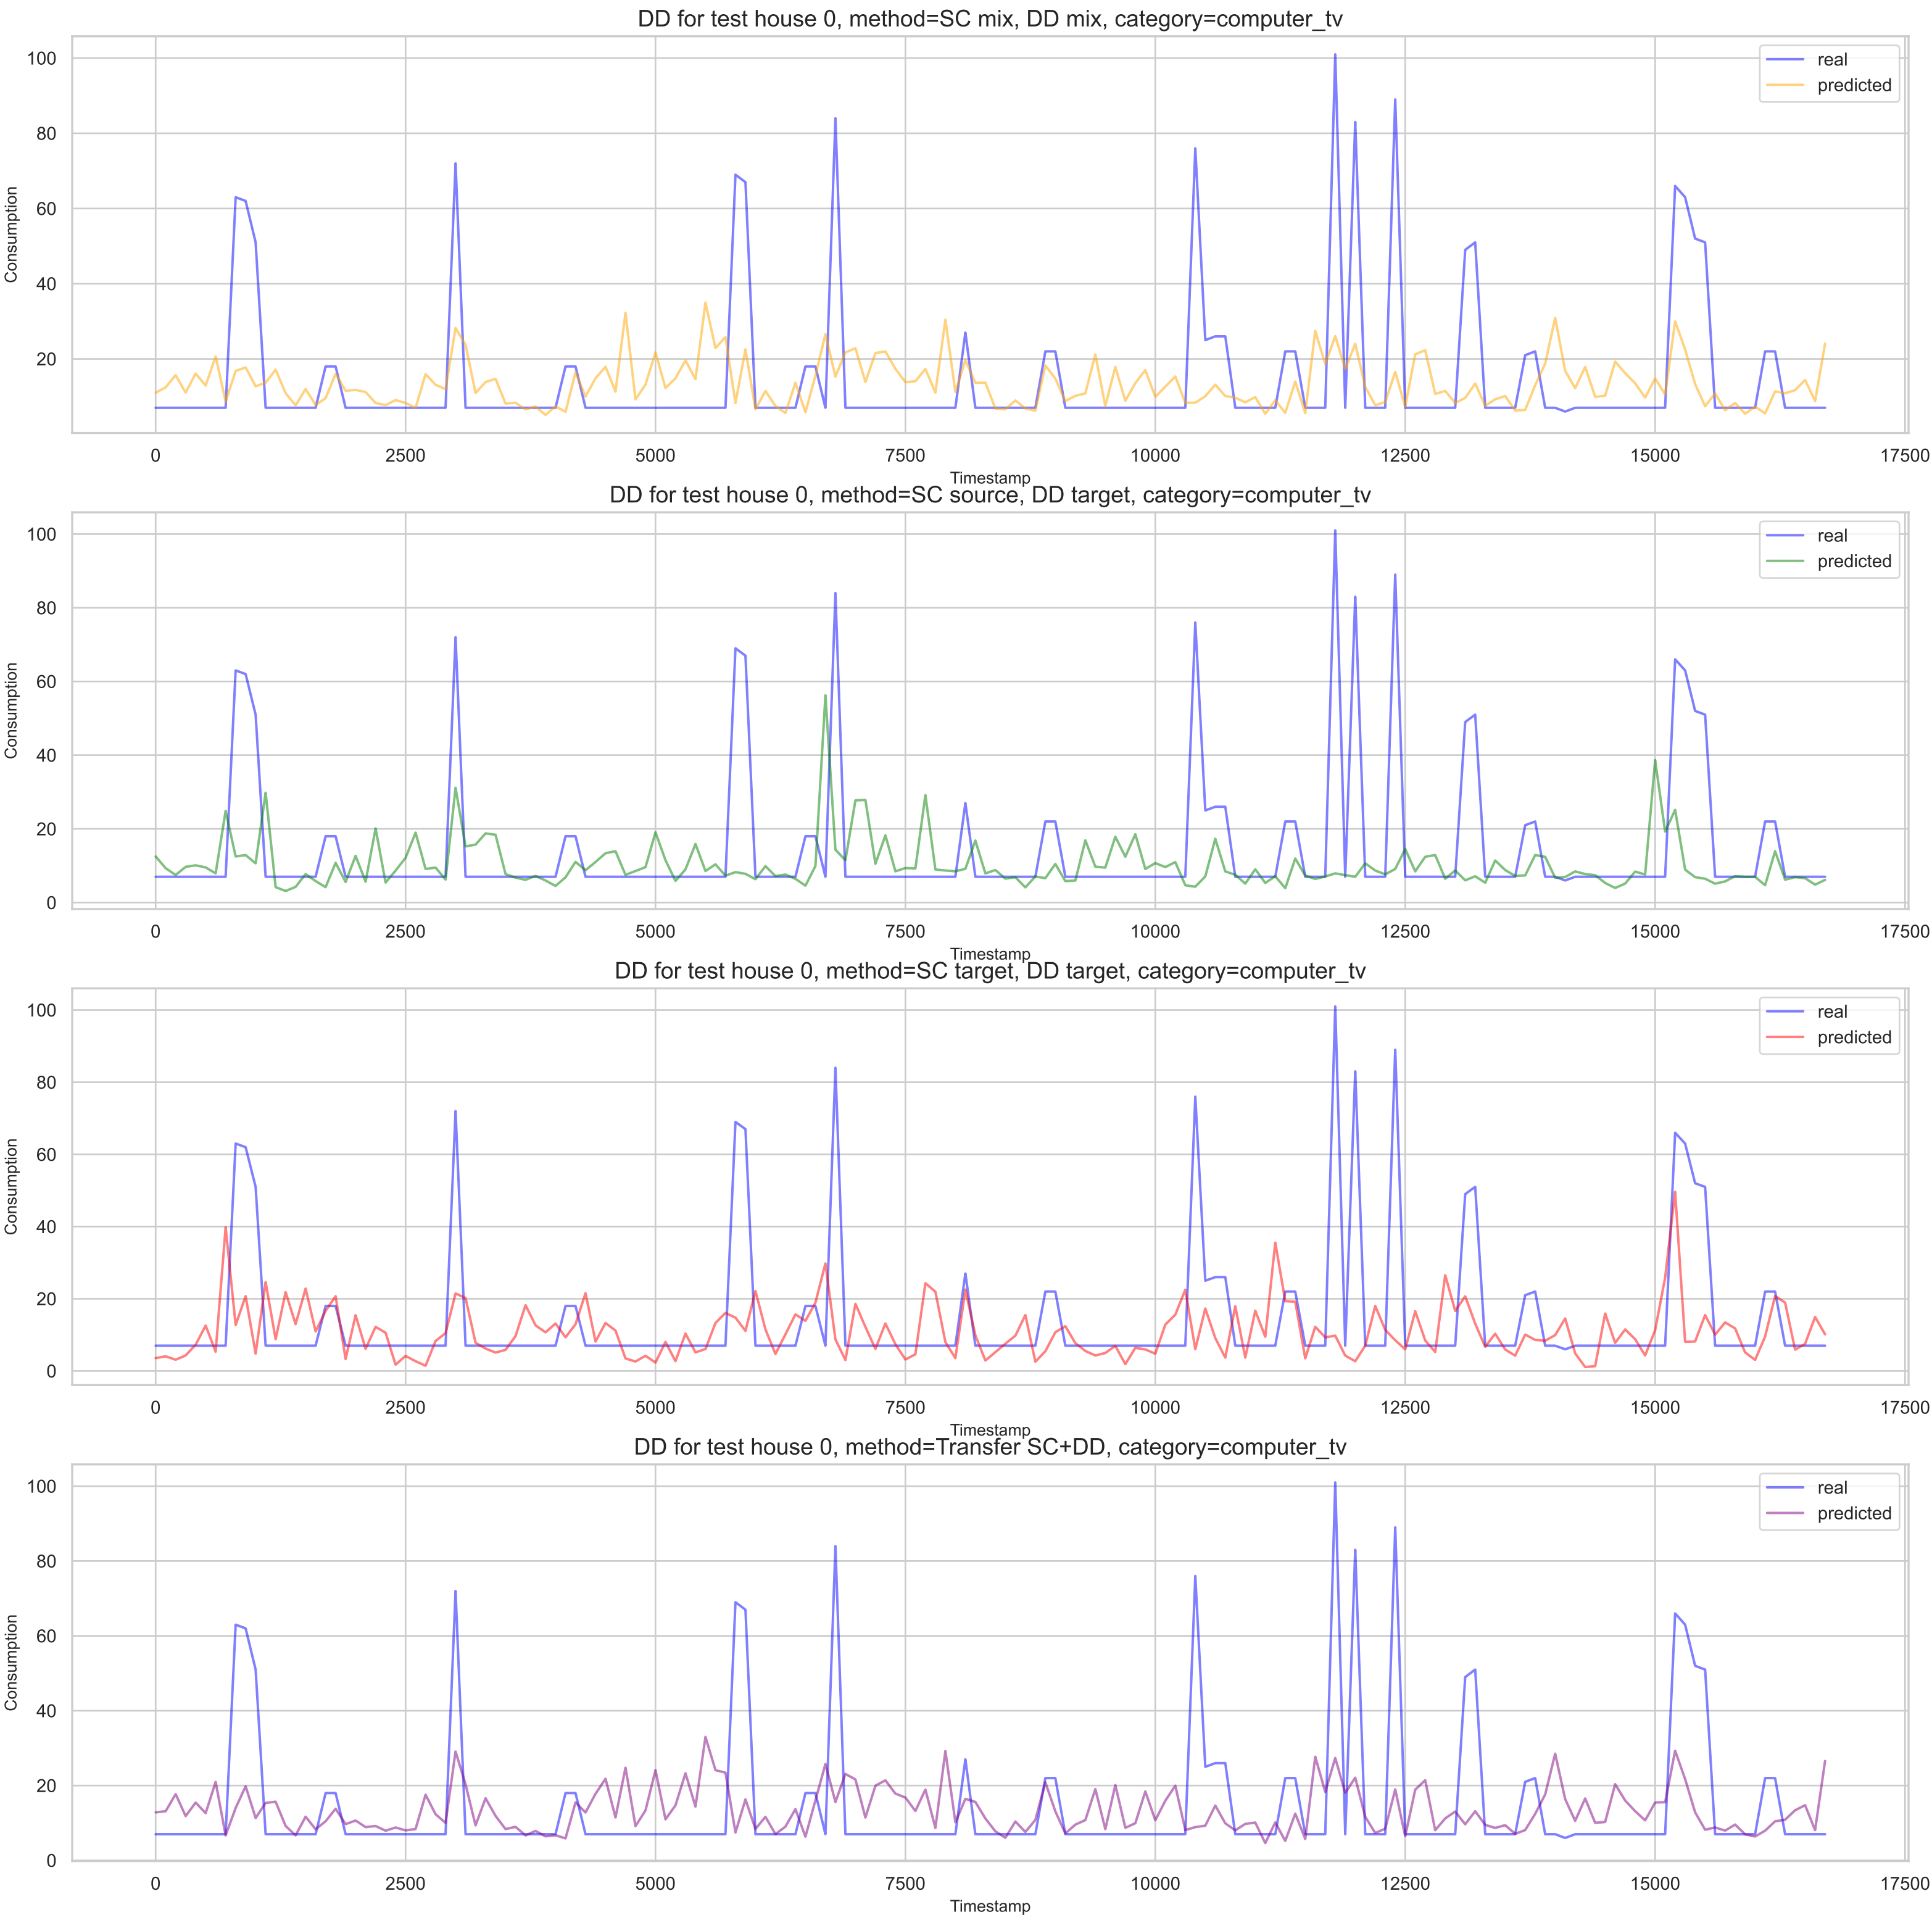 DD for test house 0, method=SC mix, DD mix, category=computer_tv
real
predicted
Consumption
100
80
60
40
20
0 2500 5000 7500 10000 12500 15000 17500
Timestamp
DD for test house 0, method=SC source, DD target, category=computer_tv
real
predicted
Consumption
100
80
60
40
20
0
0 2500 5000 7500 10000 12500 15000 17500
Timestamp
DD for test house 0, method=SC target, DD target, category=computer_tv
real
predicted
Consumption
100
80
60
40
20
0
0 2500 5000 7500 10000 12500 15000 17500
Timestamp
DD for test house 0, method=Transfer SC+DD, category=computer_tv
real
predicted
Consumption
100
80
60
40
20
0
0 2500 5000 7500 10000 12500 15000 17500
Timestamp